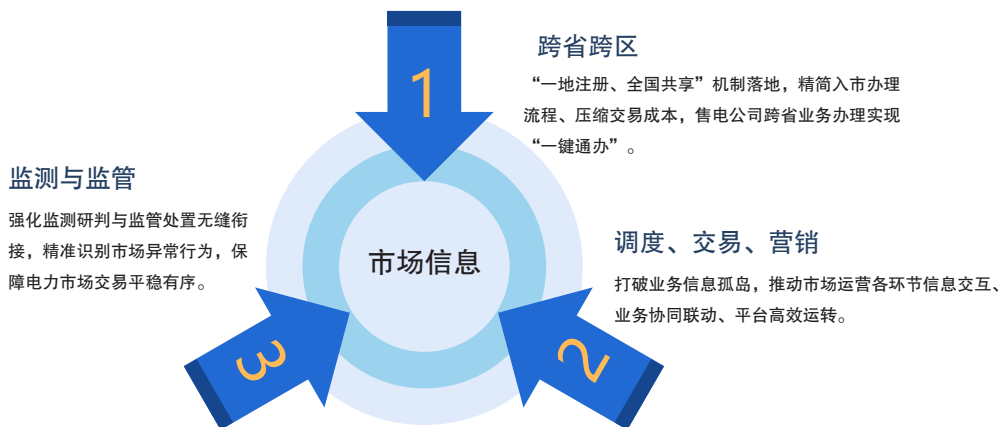 1
跨省跨区
“一地注册、全国共享”机制落地，精简入市办理
流程、压缩交易成本，售电公司跨省业务办理实现
“一键通办”。
监测与监管
强化监测研判与监管处置无缝衔
接，精准识别市场异常行为，保
障电力市场交易平稳有序。
市场信息
调度、交易、营销
打破业务信息孤岛，推动市场运营各环节信息交互、
业务协同联动、平台高效运转。
3
2